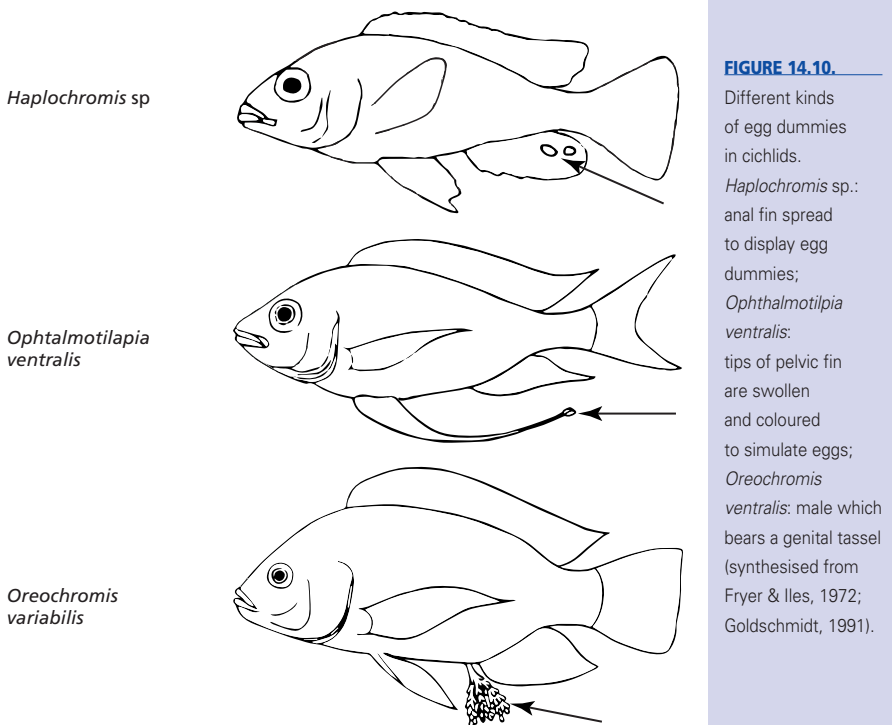 Haplochromis sp
Ophtalmotilapia
ventralis
Oreochromis
variabilis
FIGURE 14.10.
Different kinds
of egg dummies
in cichlids.
Haplochromis sp.:
anal fin spread
to display egg
dummies;
Ophthalmotilpia
ventralis:
tips of pelvic fin
are swollen
and coloured
to simulate eggs;
Oreochromis
ventralis: male which
bears a genital tassel
(synthesised from
Fryer & Iles, 1972;
Goldschmidt, 1991).